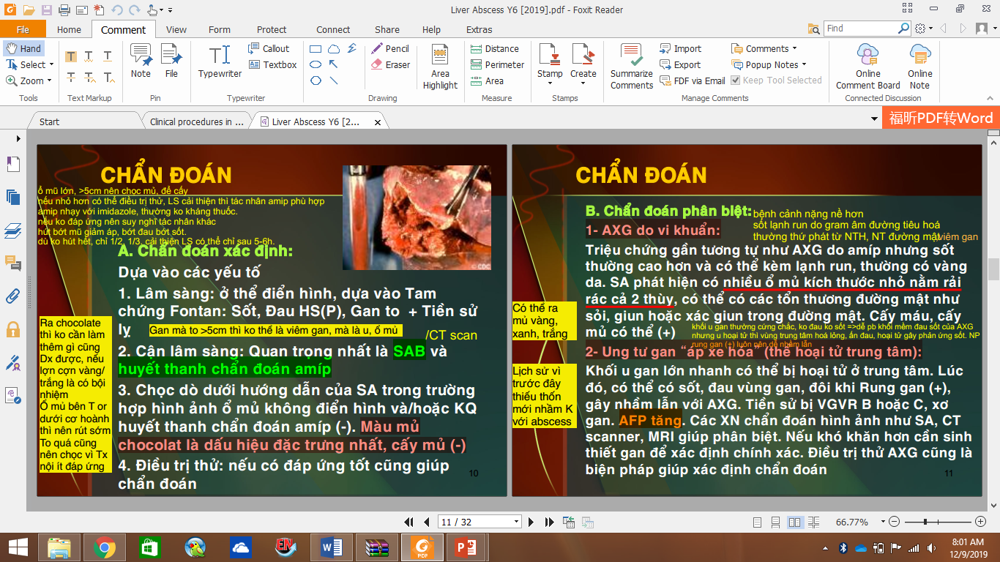 Liver Abscess Y6 [2019].pdf - Foxit Reader
File
Home
Comment
View
Form
Protect
Connect
Share
Help
Extras
Find
Hand
Select
Zoom
Tools
Text Markup
Note
File
Pin
Typewriter
Callout
Textbox
Typewriter
Pencil
Eraser
Drawing
Area Highlight
Distance
Perimeter
Area
Measure
Stamp
Create
Stamps
Summarize Comments
Import
Export
FDF via Email
Comments
Popup Notes
Keep Tool Selected
Manage Comments
Online Comment Board
Online Note
Connected Discussion
Start
Clinical procedures in ...
Liver Abscess Y6 [2...
福昕PDF转Word
CHẨN ĐOÁN
ổ mũ lớn, >5cm nên chọc mủ, để cấy
nếu nhỏ hơn có thể điều trị thử, LS cải thiện thì tác nhân amip phù hợp
amip nhạy với imidazole, thường ko kháng thuốc.
nếu ko đáp ứng nên suy nghĩ tác nhân khác
hút bớt mũ giảm áp, bớt đau bớt sốt.
dù ko hút hết, chỉ 1/2, 1/3, cải thiện LS có thể chỉ sau 5-6h.
© CDC
A. Chẩn đoán xác định:
Dựa vào các yếu tố
1. Lâm sàng: ở thể điển hình, dựa vào Tam
chứng Fontan: Sốt, Đau HS(P), Gan to + Tiền sử
lỵ
Gan mà to >5cm thì ko thể là viêm gan, mà là u, ổ mủ
/CT scan
2. Cận lâm sàng: Quan trọng nhất là SAB và
huyết thanh chẩn đoán amíp
3. Chọc dò dưới hướng dẫn của SA trong trường
hợp hình ảnh ổ mủ không điển hình và/hoặc KQ
huyết thanh chẩn đoán amíp (-). Màu mủ
chocolat là dấu hiệu đặc trưng nhất, cấy mủ (-)
4. Điều trị thử: nếu có đáp ứng tốt cũng giúp
chẩn đoán
10
Ra chocolate
thì ko cần làm
thêm gì cũng
Dx được, nếu
lợn cợn vàng/
trắng là có bội
nhiễm
Ổ mủ bên T or
dưới cơ hoành
thì nên rút sớm
To quá cũng
nên chọc vì Tx
nội ít đáp ứng
CHẨN ĐOÁN
B. Chẩn đoán phân biệt:
bệnh cảnh nặng nề hơn
sốt lạnh run do gram âm đường tiêu hoá
thường thứ phát từ NTH, NT đường mật
viêm gan
1- AXG do vi khuẩn:
Triệu chứng gần tương tự như AXG do amíp nhưng sốt
thường cao hơn và có thể kèm lạnh run, thường có vàng
da. SA phát hiện có nhiều ổ mủ kích thước nhỏ nằm rải
rác cả 2 thùy, có thể có các tổn thương đường mật như
sỏi, giun hoặc xác giun trong đường mật. Cấy máu, cấy
mủ có thể (+)
khối u gan thường cứng chắc, ko đau ko sốt =>dễ pb khối mềm đau sốt của AXG
nhưng u hoại tử thì vùng trung tâm hoá lỏng, ấn đau, hoại tử gây phản ứng sốt. NP
rung gan (+) luôn nên dễ nhầm lẫn
2- Ung tư gan “áp xe hóa” (thể hoại tử trung tâm):
Khối u gan lớn nhanh có thể bị hoại tử ở trung tâm. Lúc
đó, có thể có sốt, đau vùng gan, đôi khi Rung gan (+),
gây nhầm lẫn với AXG. Tiền sử bị VGVR B hoặc C, xơ
gan. AFP tăng. Các XN chẩn đoán hình ảnh như SA, CT
scanner, MRI giúp phân biệt. Nếu khó khăn hơn cần sinh
thiết gan để xác định chính xác. Điều trị thử AXG cũng là
biện pháp giúp xác định chẩn đoán
11
Có thể ra
mủ vàng,
xanh, trắng
Lịch sử vì
trước đây
thiếu thốn
mới nhầm K
với abscess
11 / 32
66.77%
8:01 AM
12/9/2019